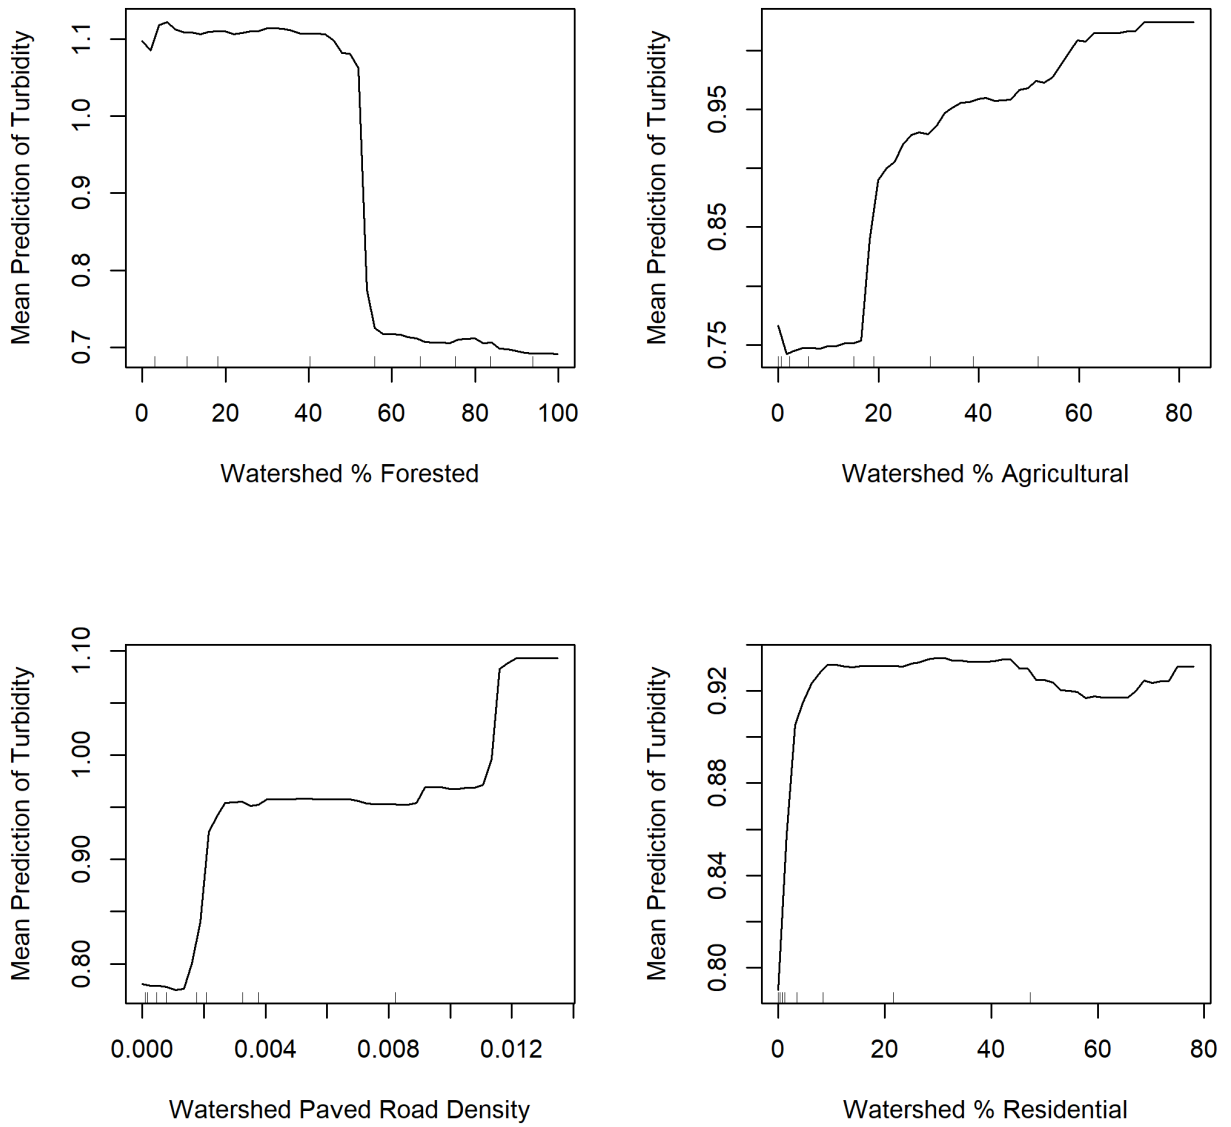 Mean Prediction of Turbidity
1.1
1.0
0.9
0.8
0.7
0 20 40 60 80 100
Watershed % Forested
Mean Prediction of Turbidity
0.95
0.85
0.75
0 20 40 60 80
Watershed % Agricultural
Mean Prediction of Turbidity
1.10
1.00
0.90
0.80
0.000 0.004 0.008 0.012
Watershed Paved Road Density
Mean Prediction of Turbidity
0.92
0.88
0.84
0.80
0 20 40 60 80
Watershed % Residential